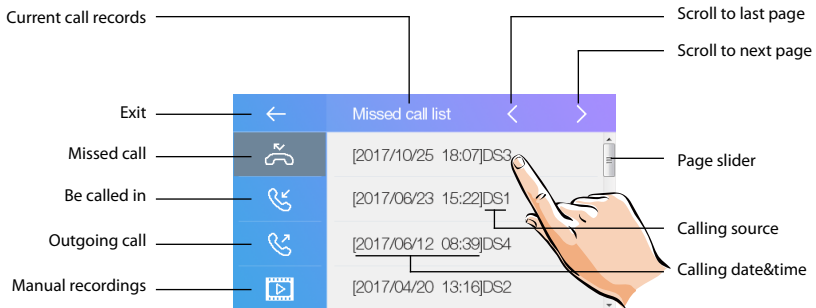 Current call records
Scroll to last page
Scroll to next page
Exit
Missed call list
Missed call
[2017/10/25 18:07]DS3
Page slider
Be called in
[2017/06/23 15:22]DS1
Calling source
Outgoing call
[2017/06/12 08:39]DS4
Calling date&time
Manual recordings
[2017/04/20 13:16]DS2